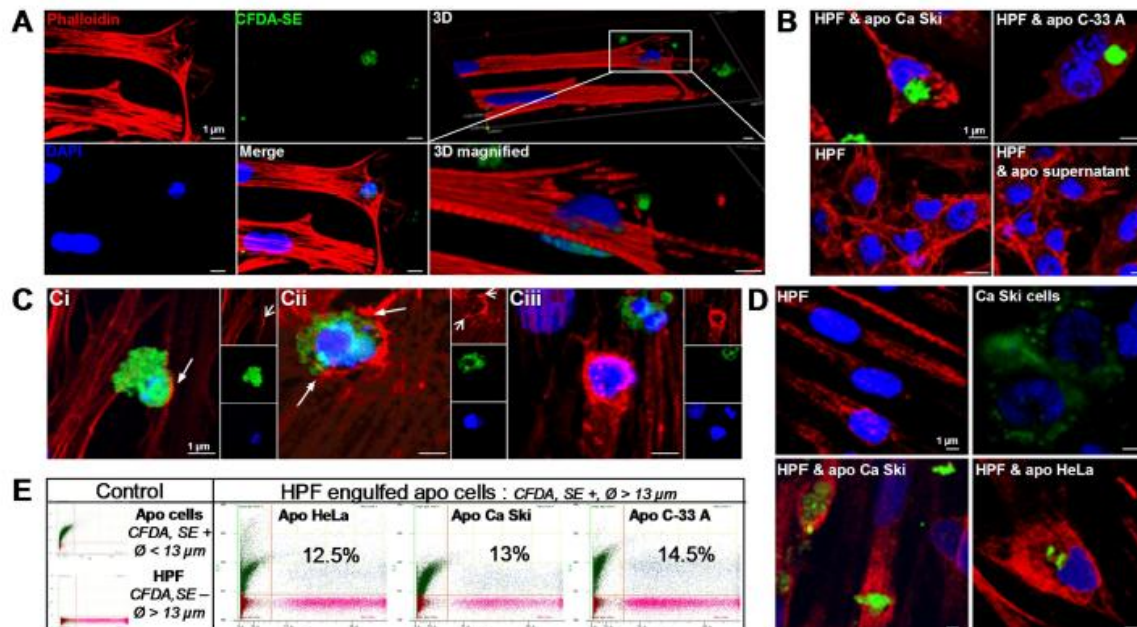 A
Phalloidin
CFDA-SE
3D
1 µm
DAPI
Merge
3D magnified
B
HPF & apo Ca Ski
HPF & apo C-33 A
1 µm
HPF
HPF
& apo supernatant
C
Ci
Cii
Ciii
1 µm
D
HPF
Ca Ski cells
1 µm
HPF & apo Ca Ski
HPF & apo HeLa
E
Control
HPF engulfed apo cells : CFDA, SE +, Ø > 13 µm
Apo cells
CFDA, SE +
Ø < 13 µm
HPF
CFDA,SE –
Ø > 13 µm
Apo HeLa
Apo Ca Ski
Apo C-33 A
12.5%
13%
14.5%